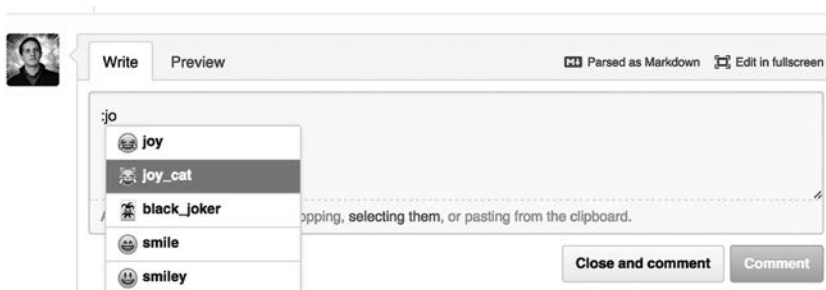 Write Preview Parsed as Markdown Edit in fullscreen
:jo
joy
joy_cat
black_joker
opping, selecting them, or pasting from the clipboard.
smile
Close and comment Comment
smiley